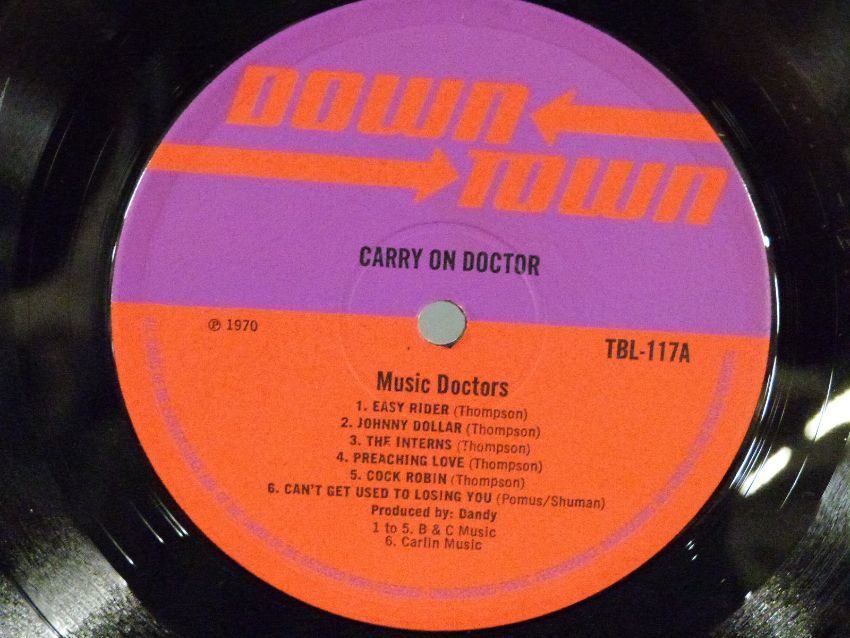 DOWN
TOWN
CARRY ON DOCTOR
℗ 1970
TBL-117A
Music Doctors
1. EASY RIDER (Thompson)
2. JOHNNY DOLLAR (Thompson)
3. THE INTERNS (Thompson)
4. PREACHING LOVE (Thompson)
5. COCK ROBIN (Thompson)
6. CAN'T GET USED TO LOSING YOU (Pomus/Shuman)
Produced by: Dandy
1 to 5. B & C Music
6. Carlin Music